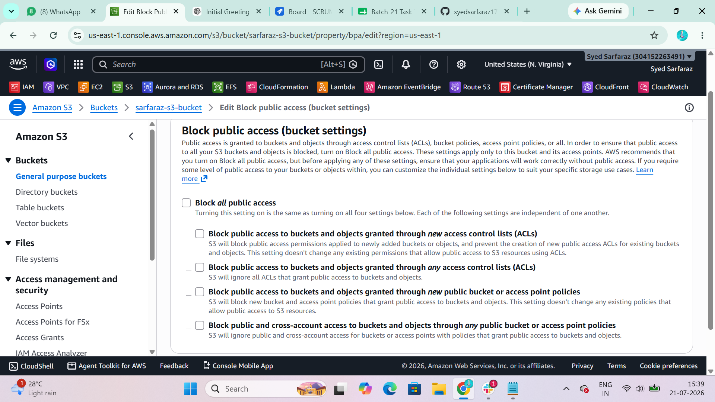 (8) WhatsApp
Edit Block Pub
Initial Greeting
Board - SCRUM
Batch-21 Task
syedsarfaraz13
Ask Gemini
us-east-1.console.aws.amazon.com/s3/bucket/sarfaraz-s3-bucket/property/bpa/edit?region=us-east-1
aws
Search
[Alt+S]
United States (N. Virginia)
Syed Sarfaraz (304152263491)
Syed Sarfaraz
IAM
VPC
EC2
S3
Aurora and RDS
EFS
CloudFormation
Lambda
Amazon EventBridge
Route 53
Certificate Manager
CloudFront
CloudWatch
Amazon S3
Buckets
sarfaraz-s3-bucket
Edit Block public access (bucket settings)
Amazon S3
Buckets
General purpose buckets
Directory buckets
Table buckets
Vector buckets
Files
File systems
Access management and
security
Access Points
Access Points for FSx
Access Grants
IAM Access Analyzer
Block public access (bucket settings)
Public access is granted to buckets and objects through access control lists (ACLs), bucket policies, access point policies, or all. In order to ensure that public access
to all your S3 buckets and objects is blocked, turn on Block all public access. These settings apply only to this bucket and its access points. AWS recommends that
you turn on Block all public access, but before applying any of these settings, ensure that your applications will work correctly without public access. If you require
some level of public access to your buckets or objects within, you can customize the individual settings below to suit your specific storage use cases. Learn
more
Block all public access
Turning this setting on is the same as turning on all four settings below. Each of the following settings are independent of one another.
Block public access to buckets and objects granted through new access control lists (ACLs)
S3 will block public access permissions applied to newly added buckets or objects, and prevent the creation of new public access ACLs for existing buckets
and objects. This setting doesn't change any existing permissions that allow public access to S3 resources using ACLs.
Block public access to buckets and objects granted through any access control lists (ACLs)
S3 will ignore all ACLs that grant public access to buckets and objects.
Block public access to buckets and objects granted through new public bucket or access point policies
S3 will block new bucket and access point policies that grant public access to buckets and objects. This setting doesn't change any existing policies that
allow public access to S3 resources.
Block public and cross-account access to buckets and objects through any public bucket or access point policies
S3 will ignore public and cross-account access for buckets or access points with policies that grant public access to buckets and objects.
CloudShell
Agent Toolkit for AWS
Feedback
Console Mobile App
© 2026, Amazon Web Services, Inc. or its affiliates.
Privacy
Terms
Cookie preferences
28°C
Light rain
Search
ENG
IN
15:39
21-07-2026